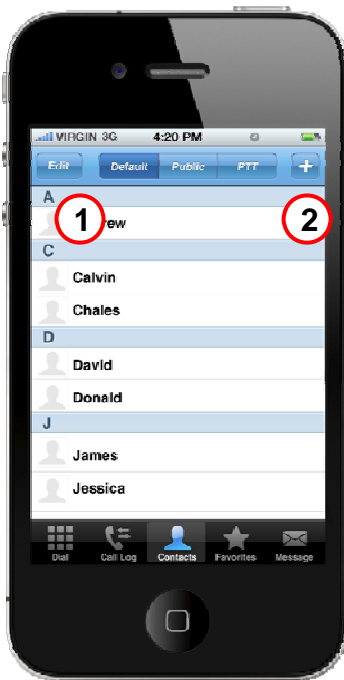 VIRGIN 3G 4:20 PM
Edit Default Public PTT +
A
1 rew 2
C
Calvin
Chales
D
David
Donald
J
James
Jessica
Dial Call Log Contacts Favorites Message